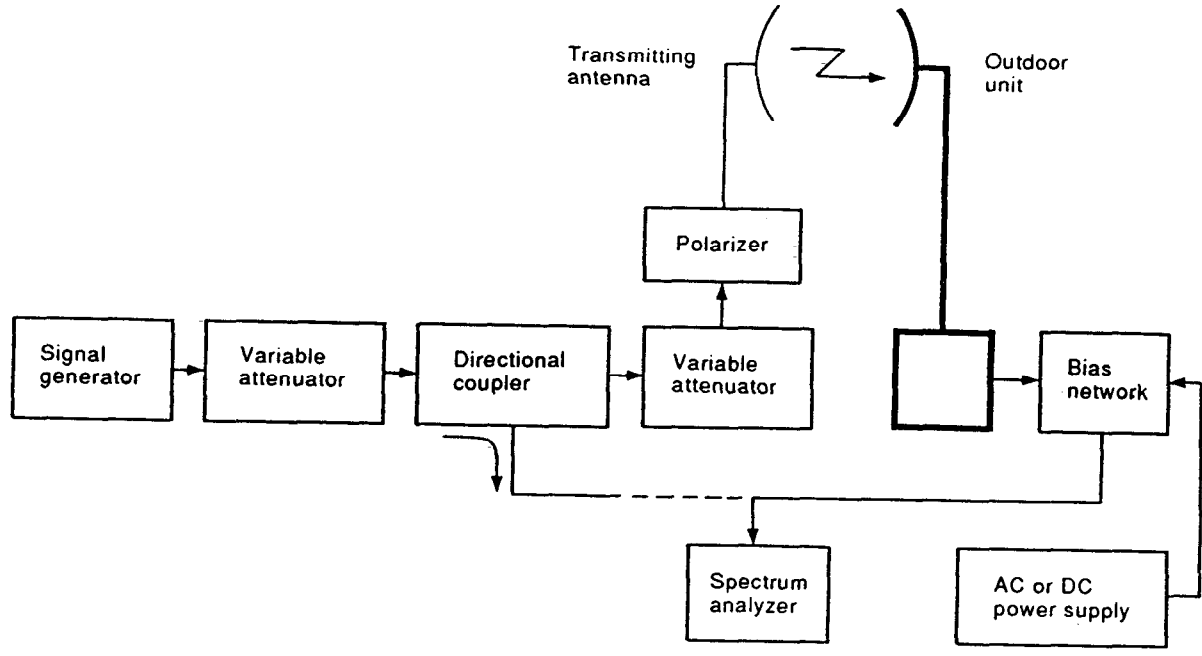 Transmitting
antenna
Outdoor
unit
Polarizer
Signal
generator
Variable
attenuator
Directional
coupler
Variable
attenuator
Bias
network
Spectrum
analyzer
AC or DC
power supply